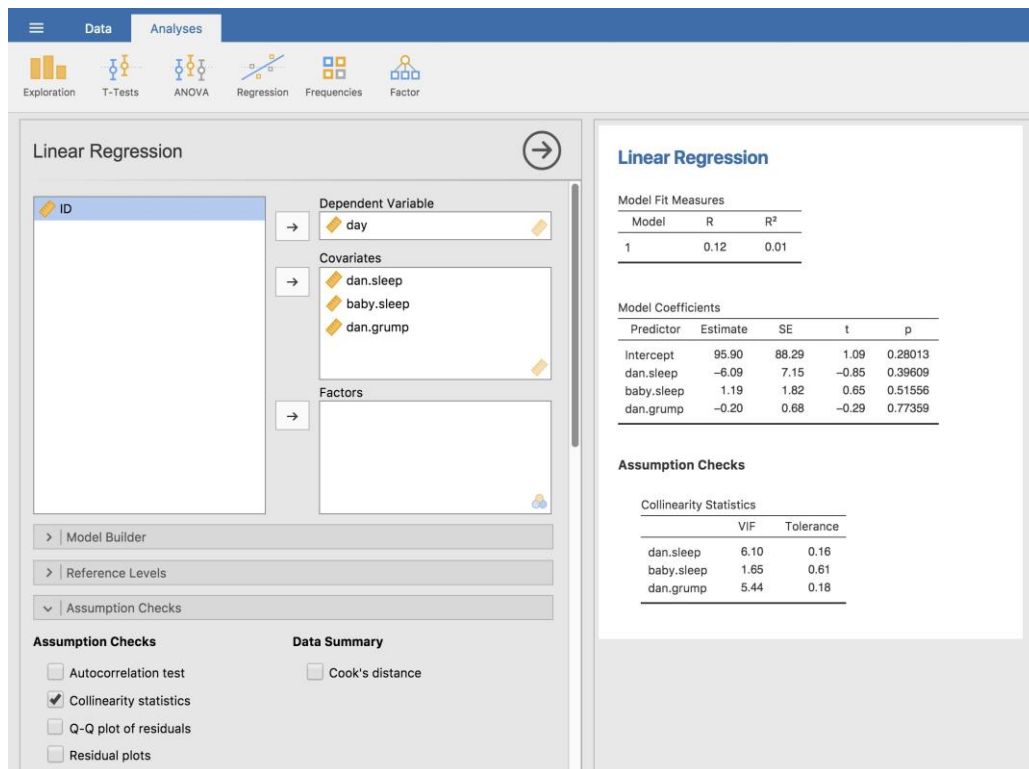 Data Analyses
Exploration T-Tests ANOVA Regression Frequencies Factor
Linear Regression
ID
Dependent Variable
day
Covariates
dan.sleep
baby.sleep
dan.grump
Factors
Model Builder
Reference Levels
Assumption Checks
Assumption Checks Data Summary
Autocorrelation test Cook's distance
Collinearity statistics
Q-Q plot of residuals
Residual plots
Linear Regression
Model Fit Measures
Model R R²
1 0.12 0.01
Model Coefficients
Predictor Estimate SE t p
Intercept 95.90 88.29 1.09 0.28013
dan.sleep −6.09 7.15 −0.85 0.39609
baby.sleep 1.19 1.82 0.65 0.51556
dan.grump −0.20 0.68 −0.29 0.77359
Assumption Checks
Collinearity Statistics
VIF Tolerance
dan.sleep 6.10 0.16
baby.sleep 1.65 0.61
dan.grump 5.44 0.18